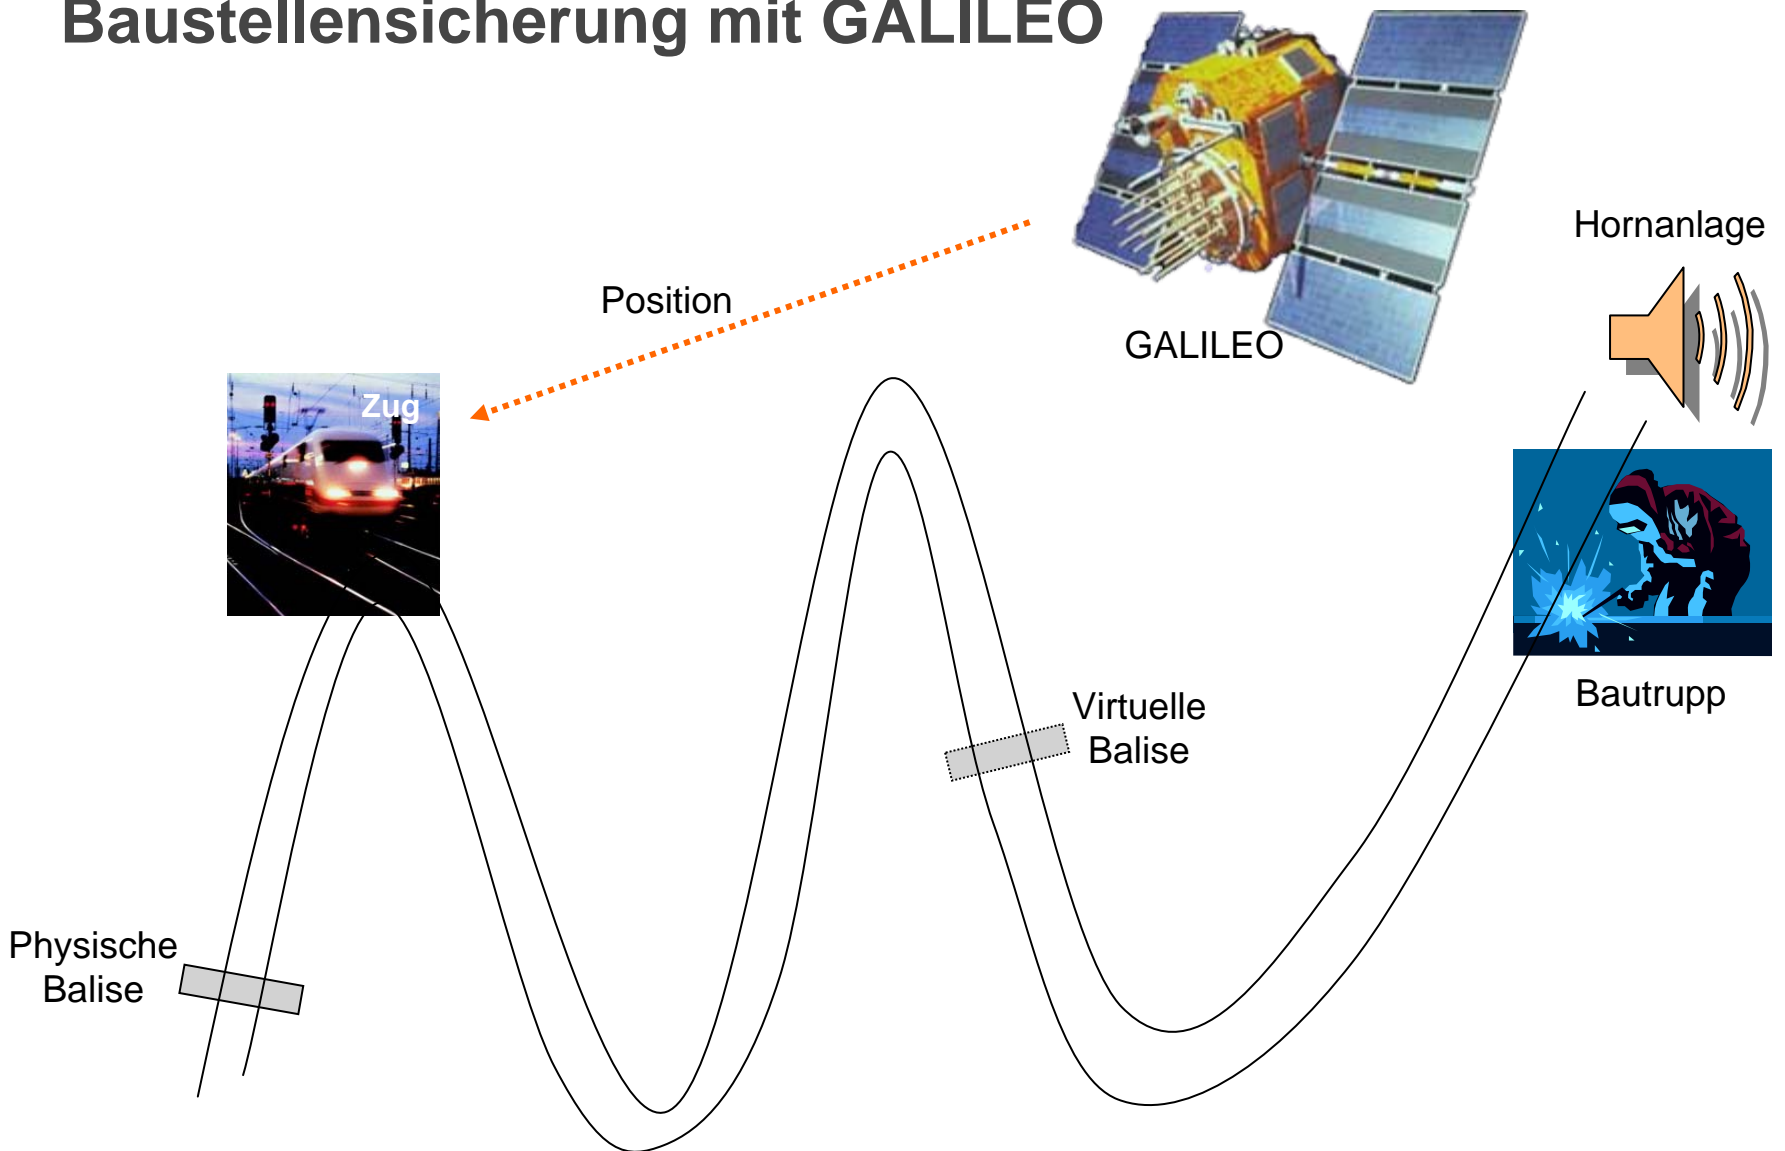 Baustellensicherung mit GALILEO
Hornanlage
Position
GALILEO
Zug
Bautrupp
Virtuelle
Balise
Physische
Balise